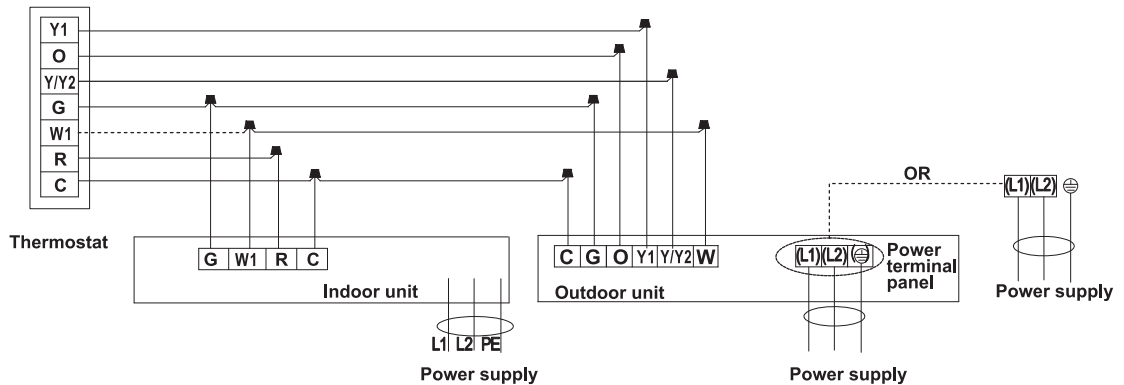 Y1
O
Y/Y2
G
W1
R
C
Thermostat
G W1 R C
Indoor unit
L1 L2 PE
Power supply
C G O Y1 Y/Y2 W
Outdoor unit
(L1) (L2)
Power
terminal
panel
Power supply
OR
(L1) (L2)
Power supply